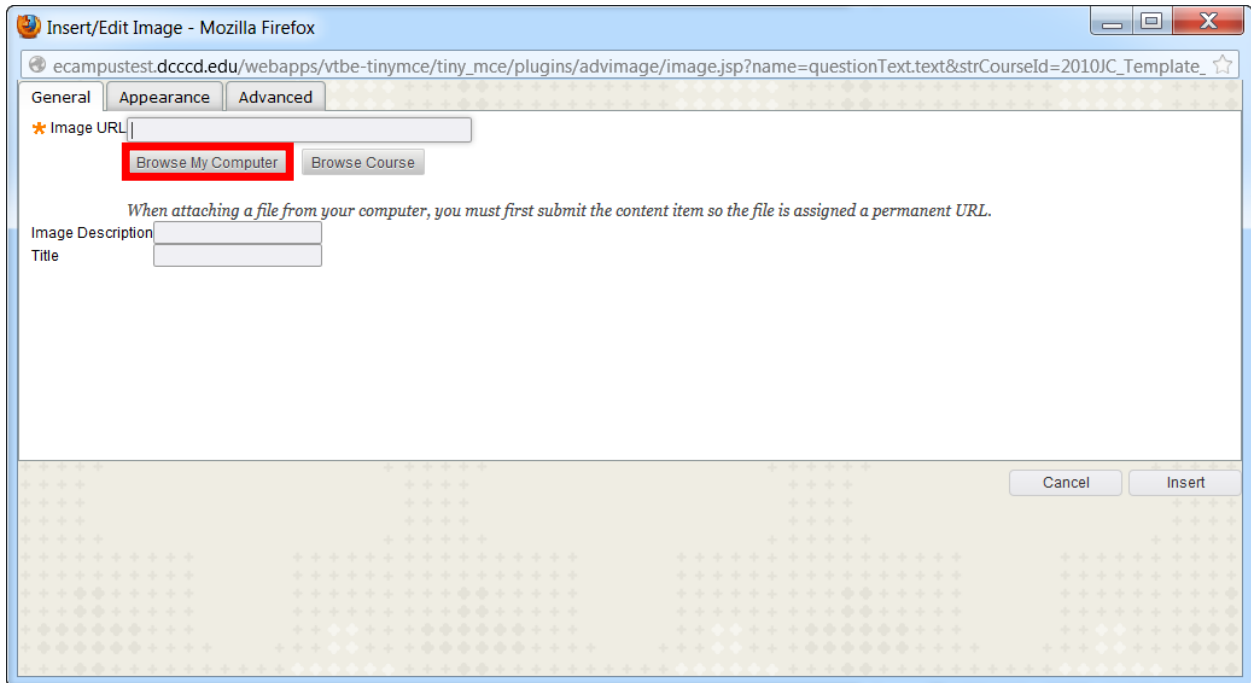 Insert/Edit Image - Mozilla Firefox
ecampustest.dcccd.edu/webapps/vtbe-tinymce/tiny_mce/plugins/advimage/image.jsp?name=questionText.text&strCourseId=2010JC_Template_
General Appearance Advanced
* Image URL
Browse My Computer Browse Course
When attaching a file from your computer, you must first submit the content item so the file is assigned a permanent URL.
Image Description
Title
Cancel Insert